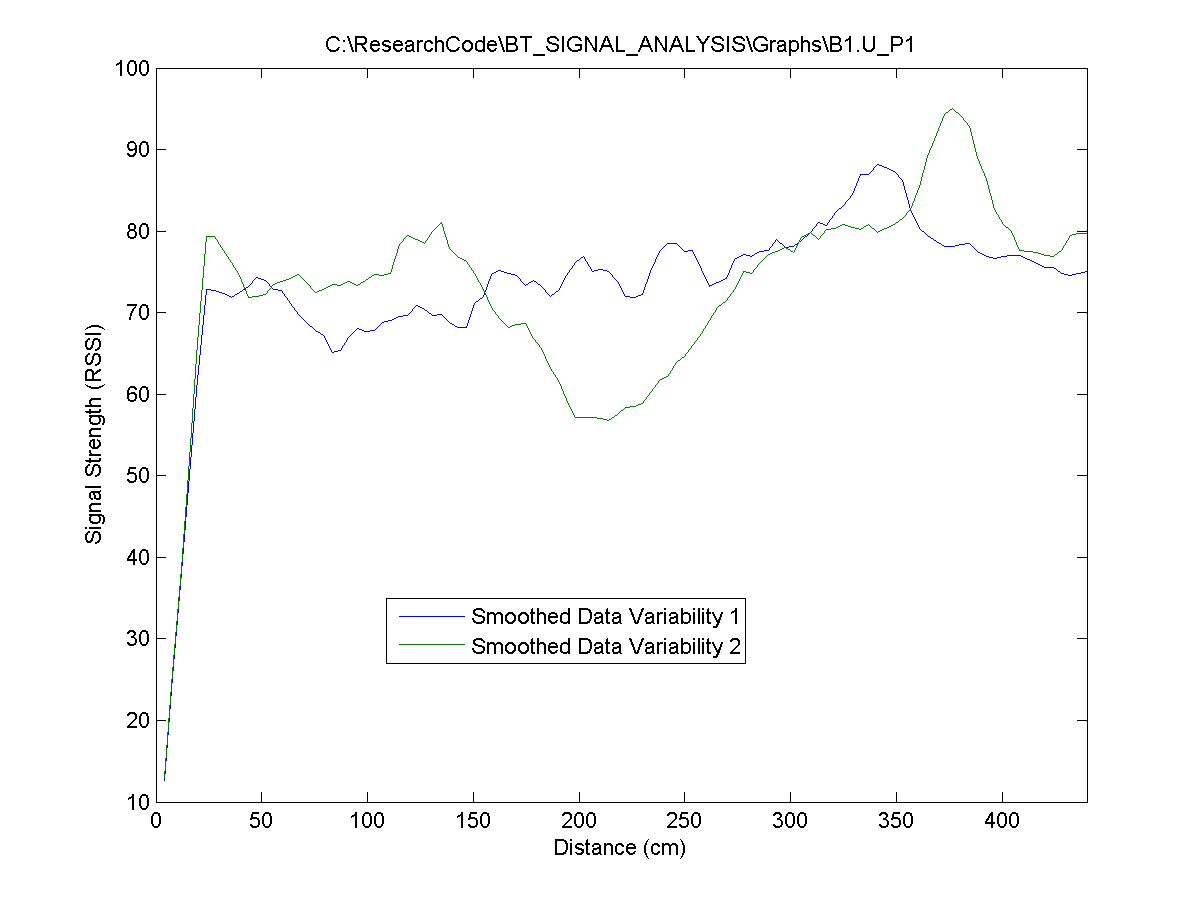 C:\ResearchCode\BT_SIGNAL_ANALYSIS\Graphs\B1.U_P1
100
90
80
70
60
50
40
30
20
10
Signal Strength (RSSI)
Smoothed Data Variability 1
Smoothed Data Variability 2
0 50 100 150 200 250 300 350 400
Distance (cm)